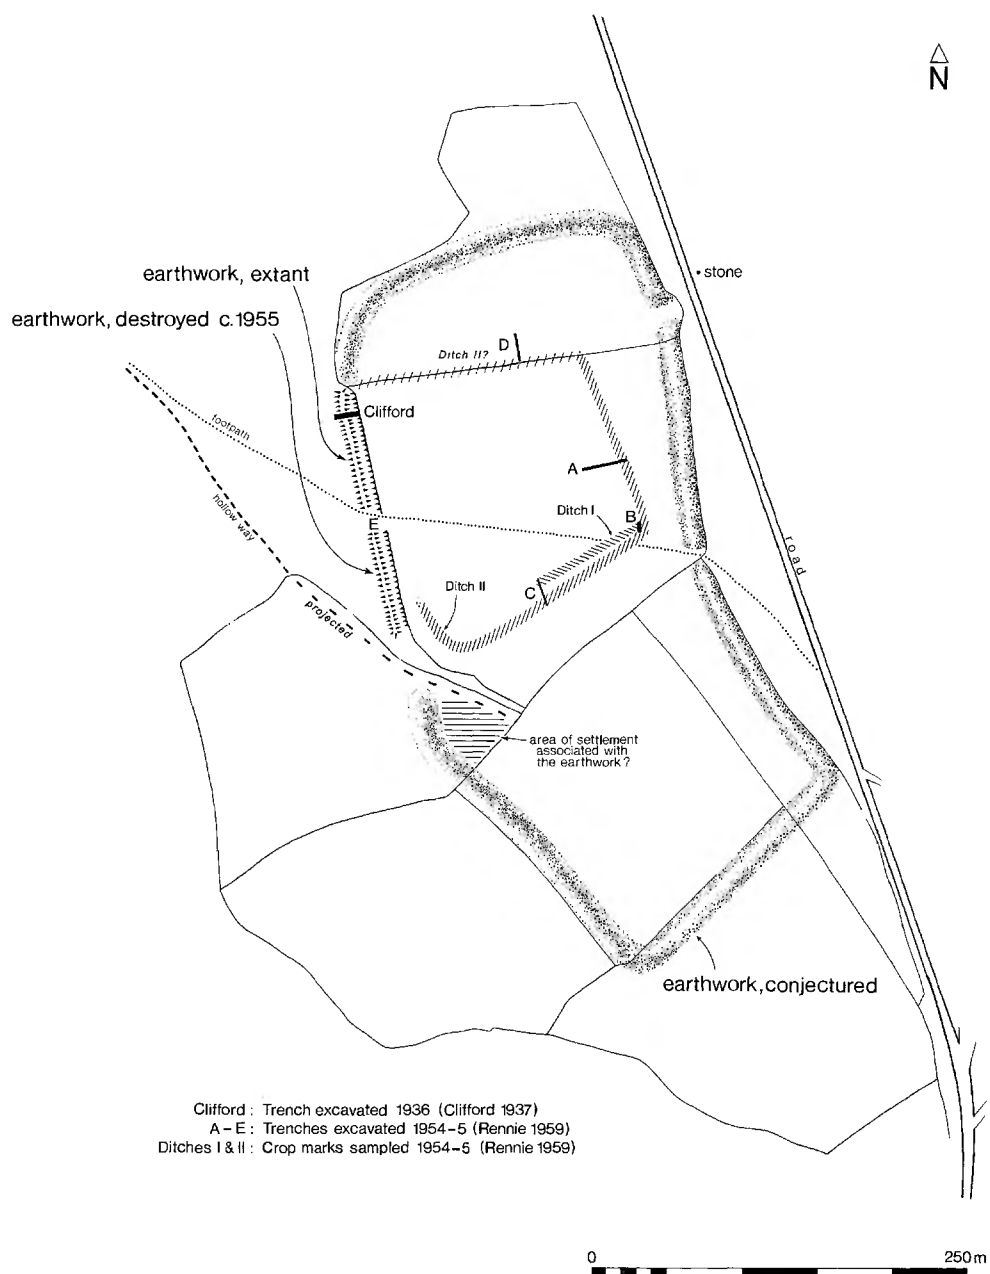 N
stone
earthwork, extant
earthwork, destroyed c.1955
D
Ditch II?
Clifford
footpath
A
hollow way
Ditch I
B
E
road
C
Ditch II
projected
area of settlement
associated with
the earthwork?
earthwork, conjectured
Clifford : Trench excavated 1936 (Clifford 1937)
A – E : Trenches excavated 1954–5 (Rennie 1959)
Ditches I & II : Crop marks sampled 1954–5 (Rennie 1959)
0 250 m